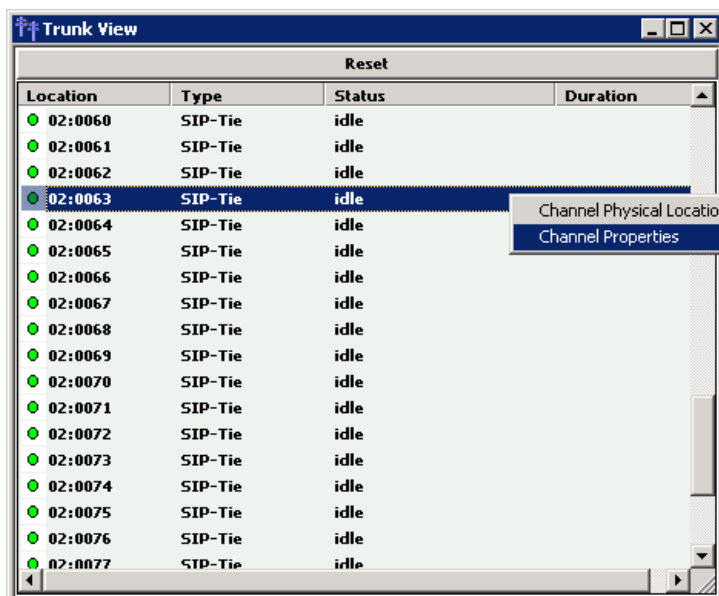 Trunk View
Reset
Location Type Status Duration
02:0060 SIP-Tie idle
02:0061 SIP-Tie idle
02:0062 SIP-Tie idle
02:0063 SIP-Tie idle
Channel Physical Locatio
02:0064 SIP-Tie idle
Channel Properties
02:0065 SIP-Tie idle
02:0066 SIP-Tie idle
02:0067 SIP-Tie idle
02:0068 SIP-Tie idle
02:0069 SIP-Tie idle
02:0070 SIP-Tie idle
02:0071 SIP-Tie idle
02:0072 SIP-Tie idle
02:0073 SIP-Tie idle
02:0074 SIP-Tie idle
02:0075 SIP-Tie idle
02:0076 SIP-Tie idle
02:0077 SIP-Tie idle